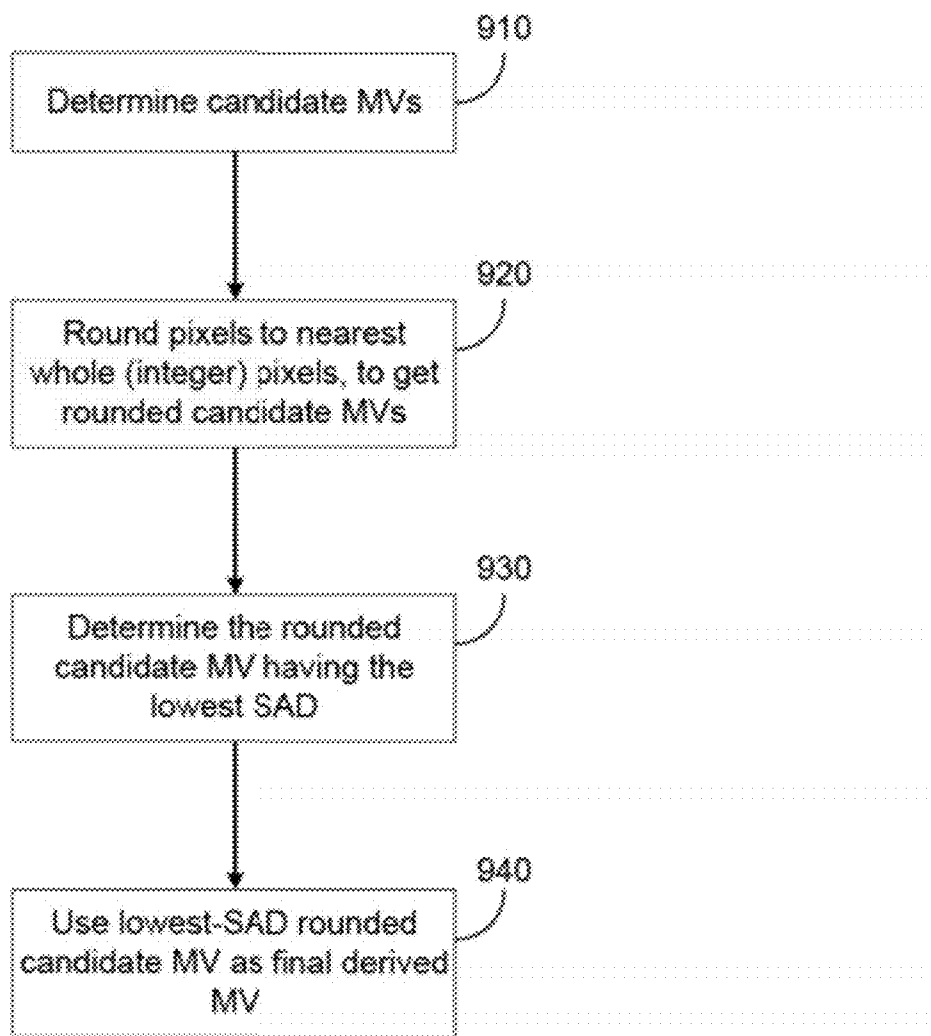 910
Determine candidate MVs
920
Round pixels to nearest
whole (integer) pixels, to get
rounded candidate MVs
930
Determine the rounded
candidate MV having the
lowest SAD
940
Use lowest-SAD rounded
candidate MV as final derived
MV